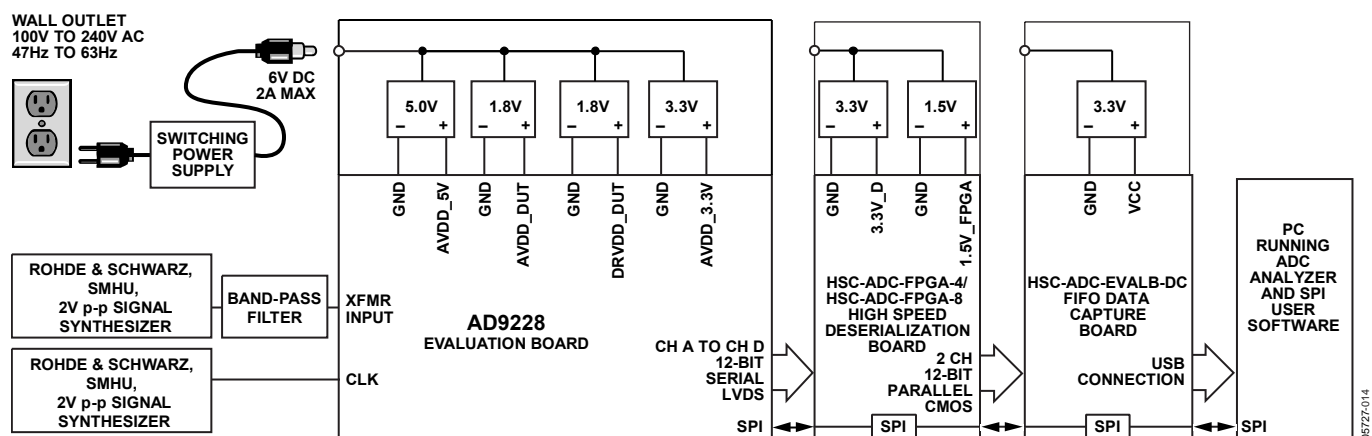 WALL OUTLET
100V TO 240V AC
47Hz TO 63Hz
6V DC
2A MAX
SWITCHING
POWER
SUPPLY
5.0V
– +
1.8V
– +
1.8V
– +
3.3V
– +
GND
AVDD_5V
GND
AVDD_DUT
GND
DRVDD_DUT
GND
AVDD_3.3V
3.3V
– +
1.5V
– +
GND
3.3V_D
GND
1.5V_FPGA
3.3V
– +
GND
VCC
ROHDE & SCHWARZ,
SMHU,
2V p-p SIGNAL
SYNTHESIZER
BAND-PASS
FILTER
XFMR
INPUT
ROHDE & SCHWARZ,
SMHU,
2V p-p SIGNAL
SYNTHESIZER
CLK
AD9228
EVALUATION BOARD
CH A TO CH D
12-BIT
SERIAL
LVDS
SPI
HSC-ADC-FPGA-4/
HSC-ADC-FPGA-8
HIGH SPEED
DESERIALIZATION
BOARD
2 CH
12-BIT
PARALLEL
CMOS
SPI
HSC-ADC-EVALB-DC
FIFO DATA
CAPTURE
BOARD
USB
CONNECTION
SPI
PC
RUNNING
ADC
ANALYZER
AND SPI
USER
SOFTWARE
SPI
05727-014